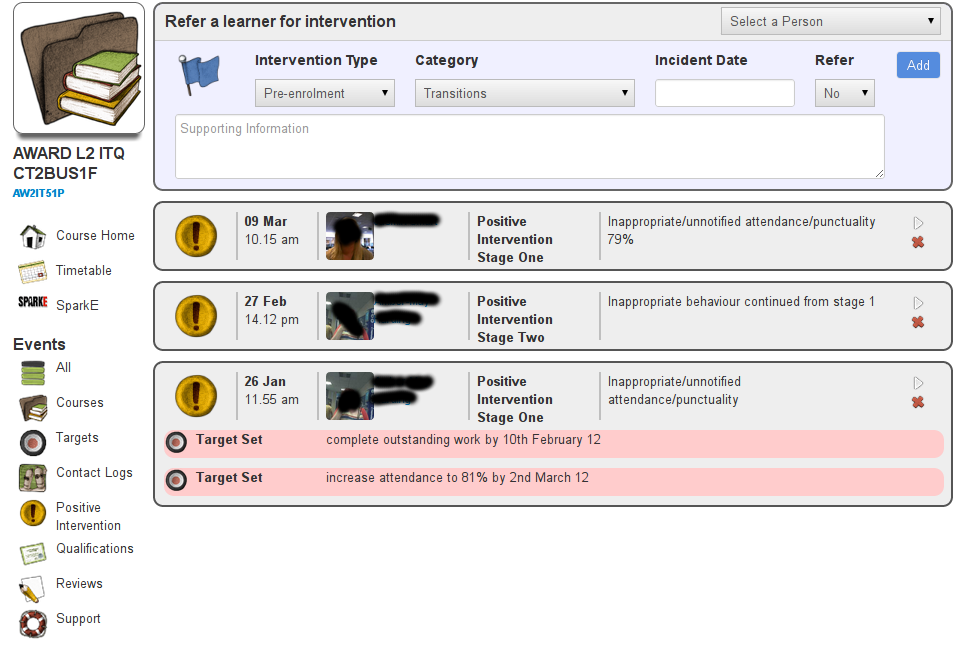 Refer a learner for intervention
Select a Person
Intervention Type
Category
Incident Date
Refer
Add
Pre-enrolment
Transitions
No
Supporting Information
AWARD L2 ITQ
CT2BUS1F
AW2IT51P
Course Home
Timetable
SPARKE SparkE
Events
All
Courses
Targets
Contact Logs
Positive
Intervention
Qualifications
Reviews
Support
09 Mar
10.15 am
Positive
Intervention
Stage One
Inappropriate/unnotified attendance/punctuality
79%
27 Feb
14.12 pm
Positive
Intervention
Stage Two
Inappropriate behaviour continued from stage 1
26 Jan
11.55 am
Positive
Intervention
Stage One
Inappropriate/unnotified
attendance/punctuality
Target Set complete outstanding work by 10th February 12
Target Set increase attendance to 81% by 2nd March 12